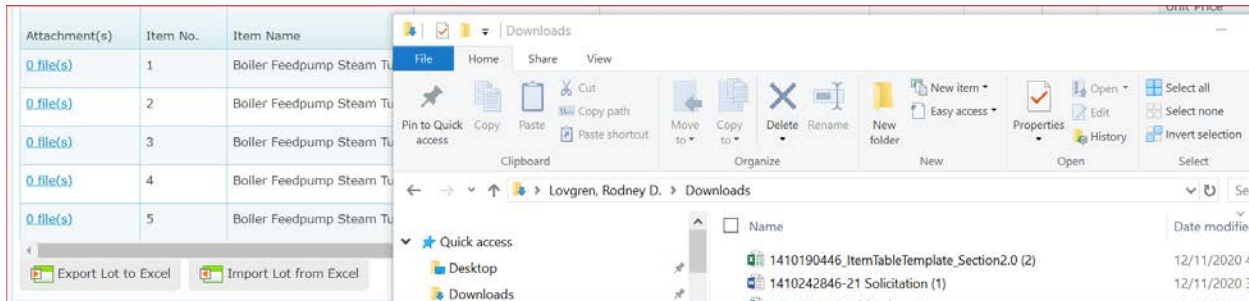 Unit Price
Attachment(s) Item No. Item Name
0 file(s) 1 Boiler Feedpump Steam Tu
0 file(s) 2 Boiler Feedpump Steam Tu
0 file(s) 3 Boiler Feedpump Steam Tu
0 file(s) 4 Boiler Feedpump Steam Tu
0 file(s) 5 Boiler Feedpump Steam Tu
Export Lot to Excel Import Lot from Excel
Downloads
File Home Share View
Pin to Quick access
Copy
Paste
Cut
Copy path
Paste shortcut
Clipboard
Move to
Copy to
Delete
Rename
Organize
New folder
New item
Easy access
New
Properties
Open
Edit
History
Open
Select all
Select none
Invert selection
Select
Lovgren, Rodney D. > Downloads
Se
Quick access
Desktop
Downloads
Name Date modifie
1410190446_ItemTableTemplate_Section2.0 (2) 12/11/2020 4
1410242846-21 Solicitation (1) 12/11/2020 3